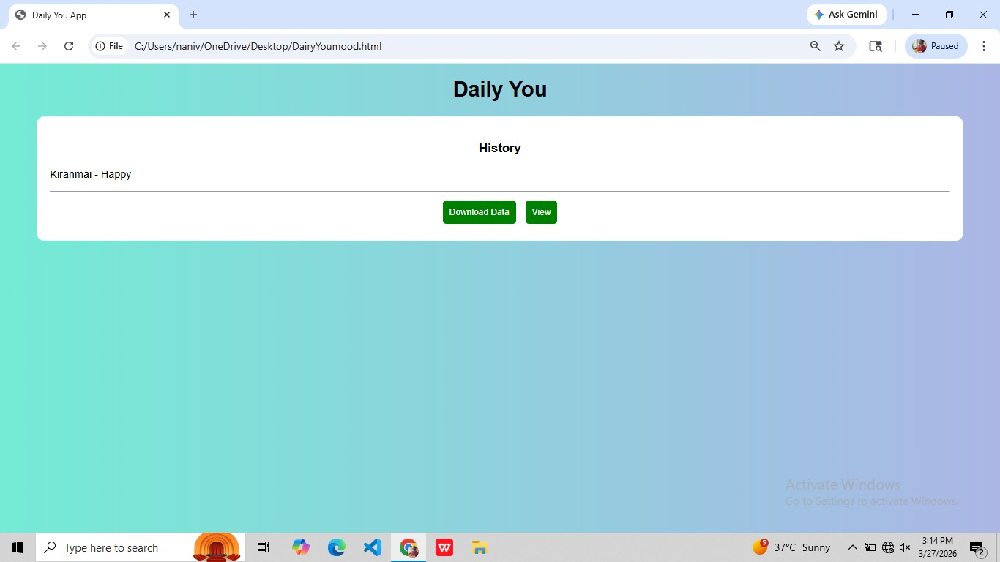 Daily You App
Ask Gemini
File
C:/Users/naniv/OneDrive/Desktop/DairyYoumood.html
Paused
Daily You
History
Kiranmai - Happy
Download Data
View
Activate Windows
Go to Settings to activate Windows.
Type here to search
W
5
37°C Sunny
3:14 PM
3/27/2026
2